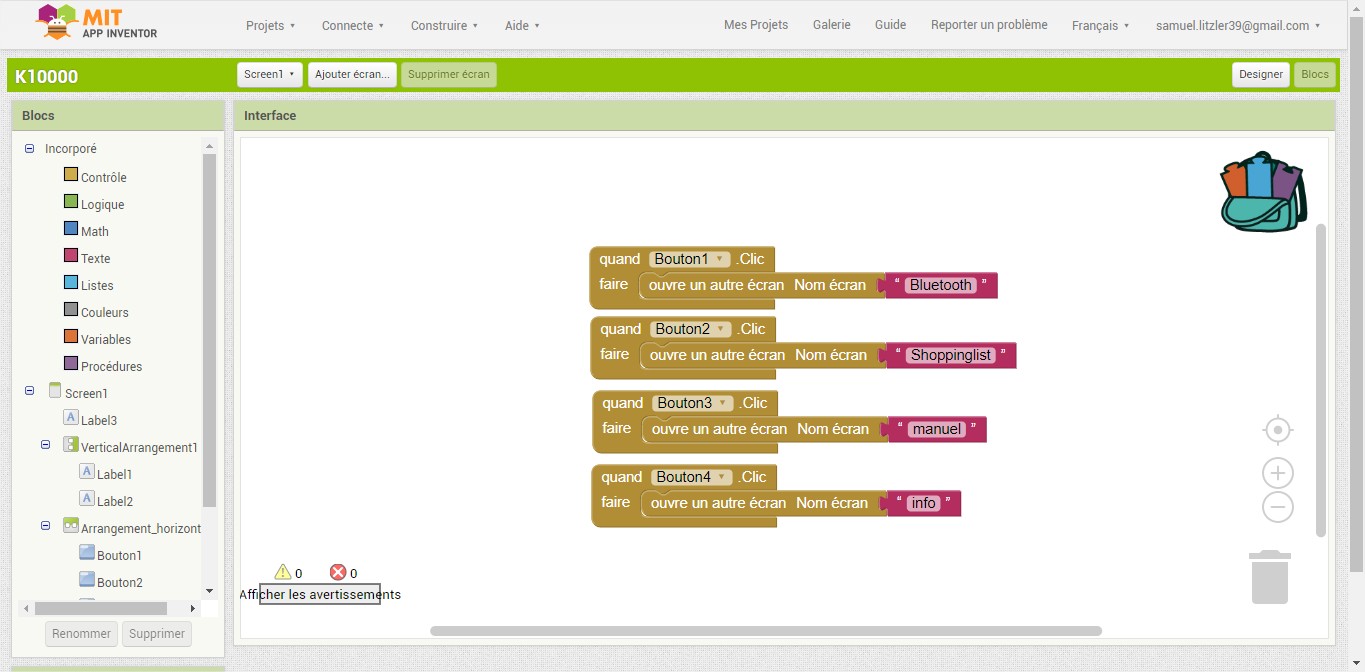 MIT
APP INVENTOR
Projets Connecte Construire Aide Mes Projets Galerie Guide Reporter un problème Français samuel.litzler39@gmail.com
K10000 Screen1 Ajouter écran... Supprimer écran Designer Blocs
Blocs Interface
Incorporé
Contrôle
Logique
Math
Texte
Listes
Couleurs
Variables
Procédures
Screen1
A Label3
VerticalArrangement1
A Label1
A Label2
Arrangement_horizont
Bouton1
Bouton2
Renommer Supprimer
quand Bouton1 .Clic
faire ouvre un autre écran Nom écran “ Bluetooth ”
quand Bouton2 .Clic
faire ouvre un autre écran Nom écran “ Shoppinglist ”
quand Bouton3 .Clic
faire ouvre un autre écran Nom écran “ manuel ”
quand Bouton4 .Clic
faire ouvre un autre écran Nom écran “ info ”
0 0
Afficher les avertissements